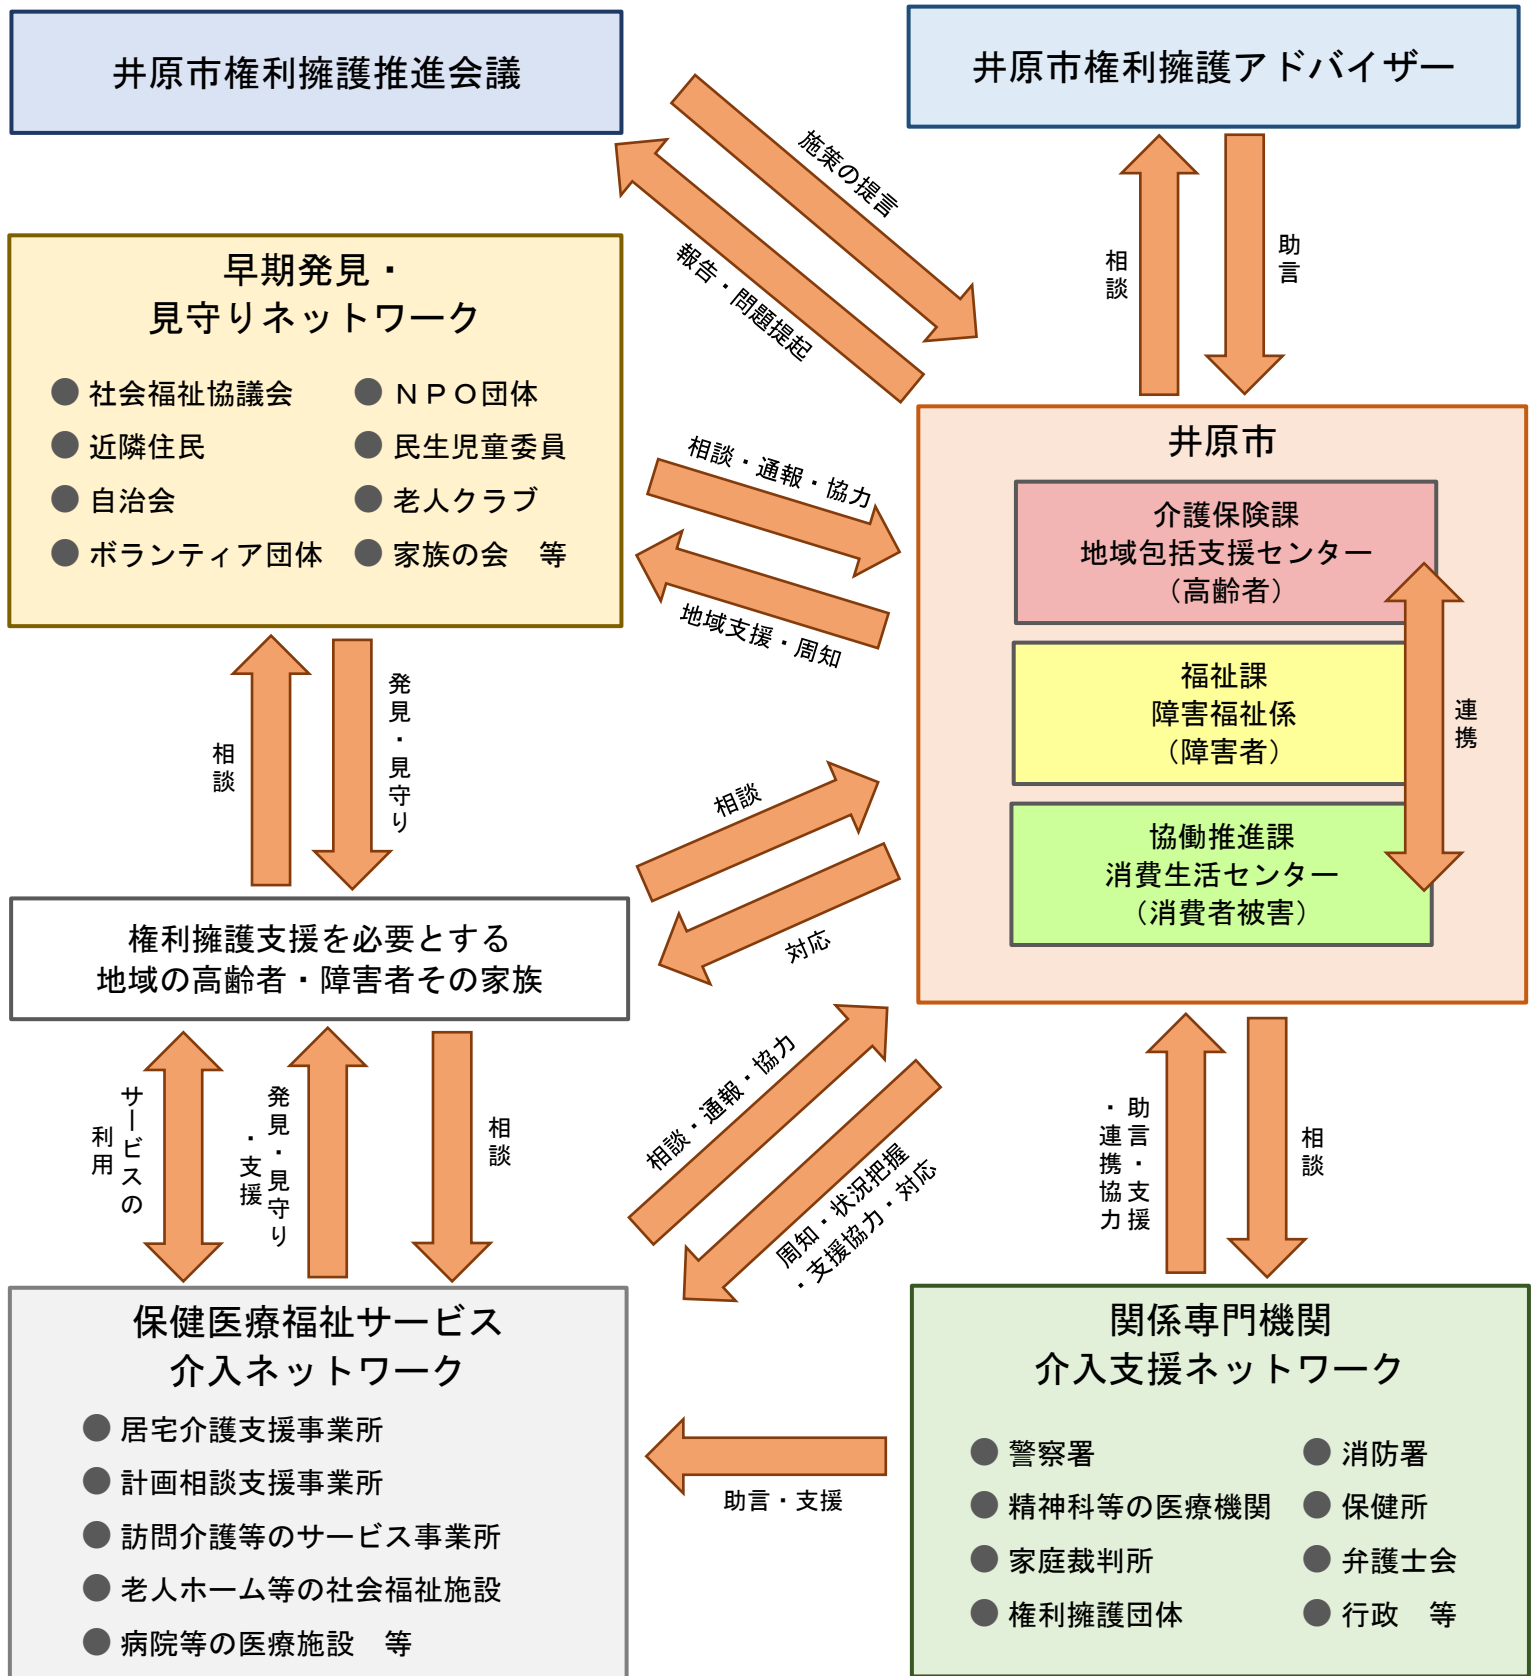 井原市権利擁護推進会議
井原市権利擁護アドバイザー
施策の提言
報告・問題提起
相談
助言
早期発見・
見守りネットワーク
● 社会福祉協議会
● ＮＰＯ団体
● 近隣住民
● 民生児童委員
● 自治会
● 老人クラブ
● ボランティア団体
● 家族の会　等
相談・通報・協力
地域支援・周知
井原市
介護保険課
地域包括支援センター
（高齢者）
福祉課
障害福祉係
（障害者）
協働推進課
消費生活センター
（消費者被害）
連携
相談
発見・見守り
相談
対応
権利擁護支援を必要とする
地域の高齢者・障害者その家族
サービスの
利用
発見・見守り
・支援
相談
相談・通報・協力
周知・状況把握
・支援協力・対応
助言・支援
・連携協力
相談
保健医療福祉サービス
介入ネットワーク
● 居宅介護支援事業所
● 計画相談支援事業所
● 訪問介護等のサービス事業所
● 老人ホーム等の社会福祉施設
● 病院等の医療施設　等
助言・支援
関係専門機関
介入支援ネットワーク
● 警察署
● 消防署
● 精神科等の医療機関
● 保健所
● 家庭裁判所
● 弁護士会
● 権利擁護団体
● 行政　等